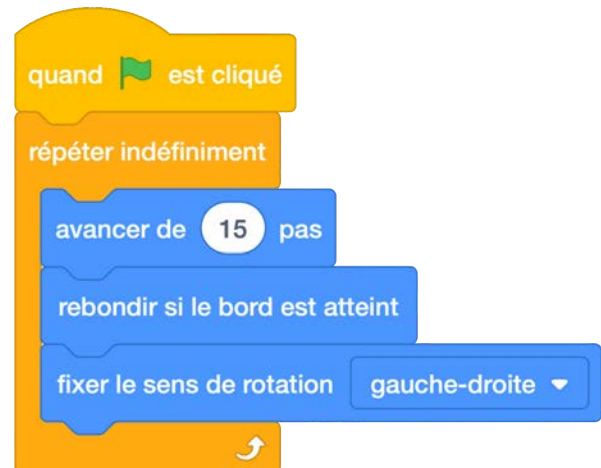 quand est cliqué
répéter indéfiniment
avancer de 15 pas
rebondir si le bord est atteint
fixer le sens de rotation gauche-droite